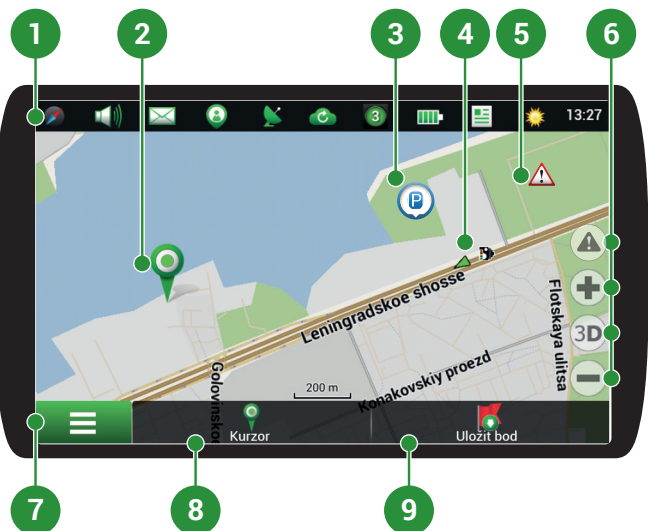 1 2 3 4 5 6
3 13:27
P
Leningradskoe shosse
Flotskaya ulitsa
3D
Golovinskoe
200 m
Konakovskiy proezd
Kurzor
Uložit bod
7 8 9